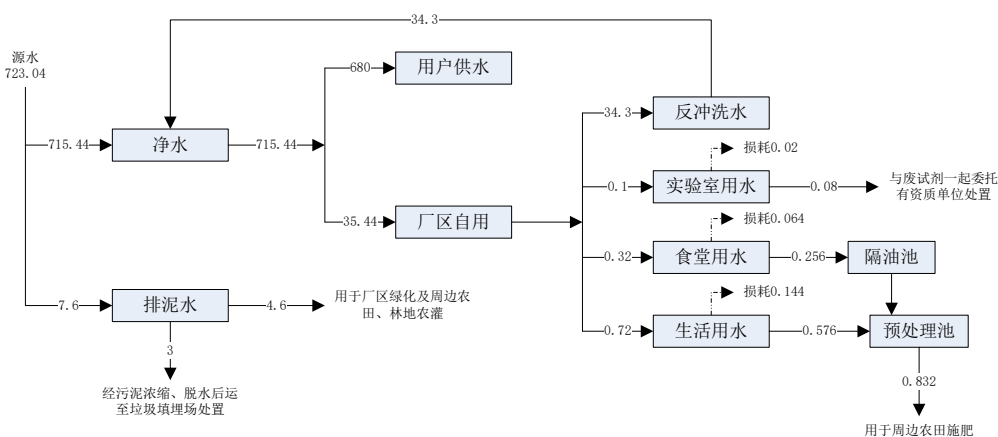 34.3
源水
723.04
680
用户供水
34.3
反冲洗水
715.44
净水
715.44
损耗0.02
0.1
实验室用水
0.08
与废试剂一起委托
有资质单位处置
35.44
厂区自用
损耗0.064
0.32
食堂用水
0.256
隔油池
7.6
排泥水
4.6
用于厂区绿化及周边农
田、林地农灌
损耗0.144
0.72
生活用水
0.576
预处理池
3
0.832
经污泥浓缩、脱水后运
至垃圾填埋场处置
用于周边农田施肥